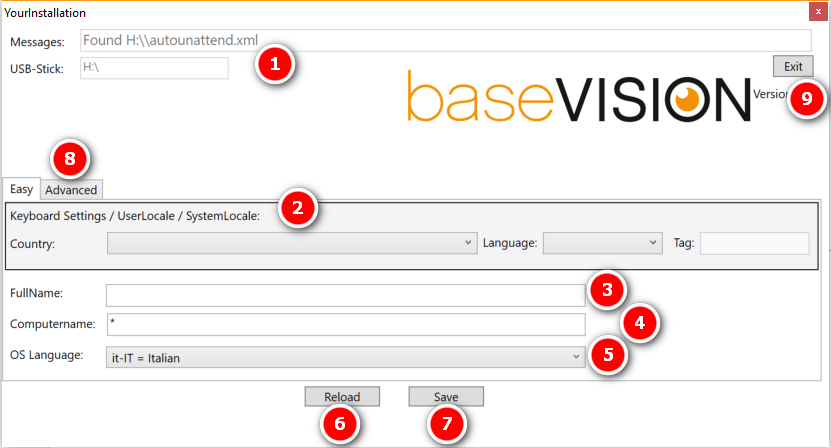 YourInstallation x
Messages: Found H:\\autounattend.xml
USB-Stick: H:\
1
Exit
baseVISION
Version
9
8
Easy Advanced
2
Keyboard Settings / UserLocale / SystemLocale:
Country: Language: Tag:
FullName:
3
Computername: *
4
OS Language: it-IT = Italian
5
Reload Save
6 7